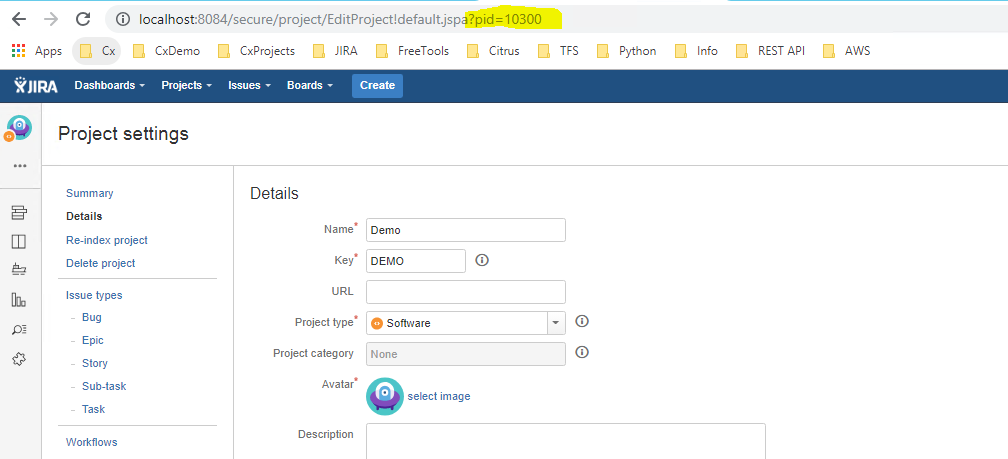 localhost:8084/secure/project/EditProject!default.jspa?pid=10300
Apps Cx CxDemo CxProjects JIRA FreeTools Citrus TFS Python Info REST API AWS
JIRA Dashboards Projects Issues Boards Create
Project settings
Summary
Details
Re-index project
Delete project
Issue types
- Bug
- Epic
- Story
- Sub-task
- Task
Workflows
Details
Name* Demo
Key* DEMO
URL
Project type* Software
Project category None
Avatar* select image
Description